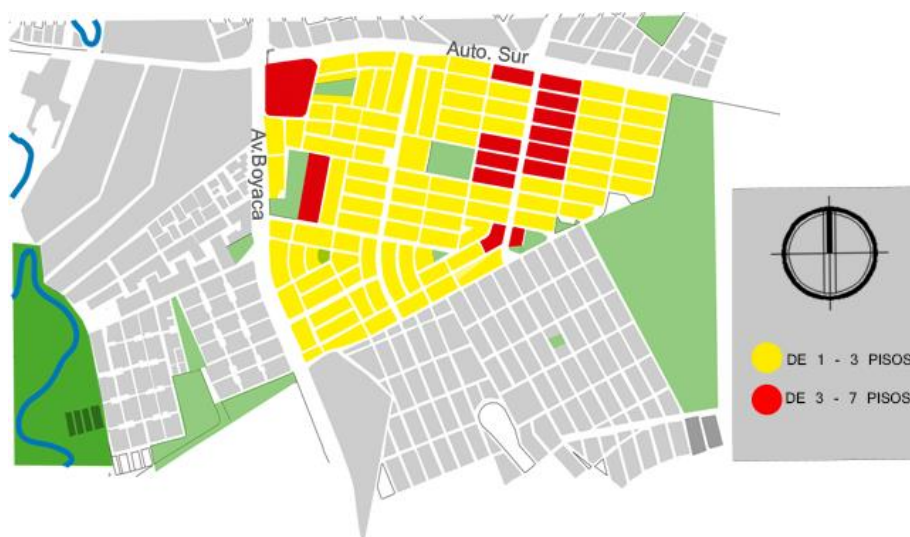 Auto. Sur
Av.Boyaca
DE 1 - 3 PISOS
DE 3 - 7 PISOS